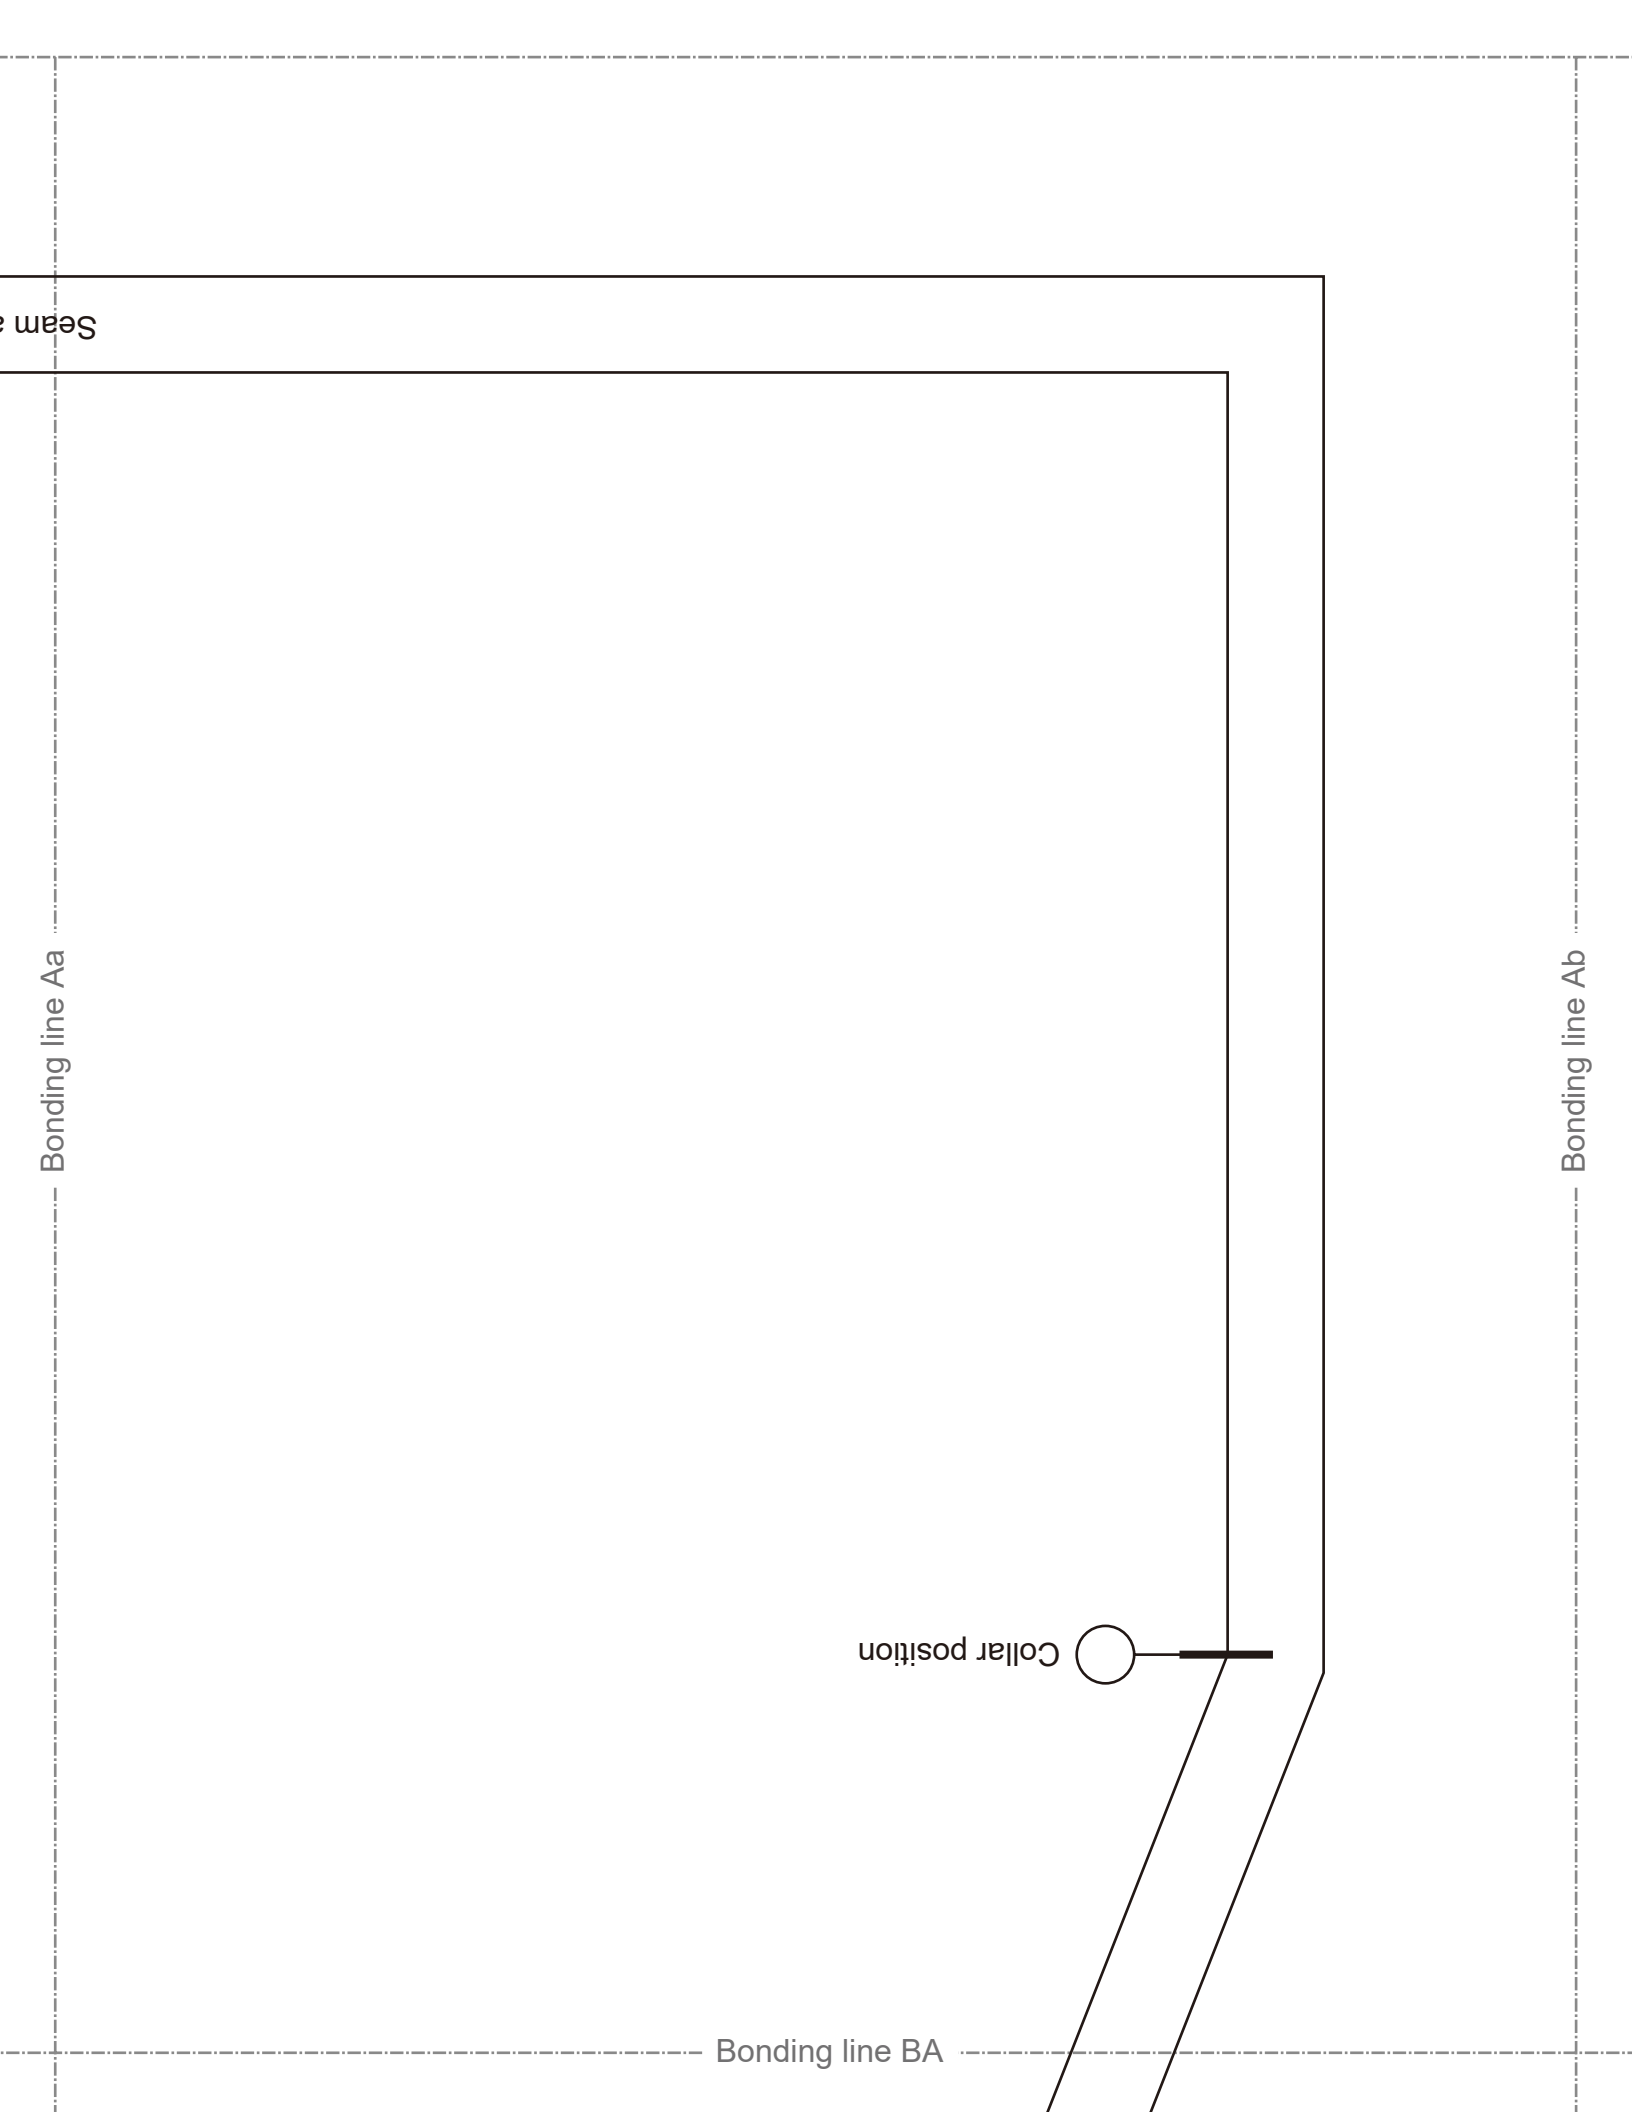 Seam a
Bonding line Aa
Bonding line Ab
Collar position
Bonding line BA